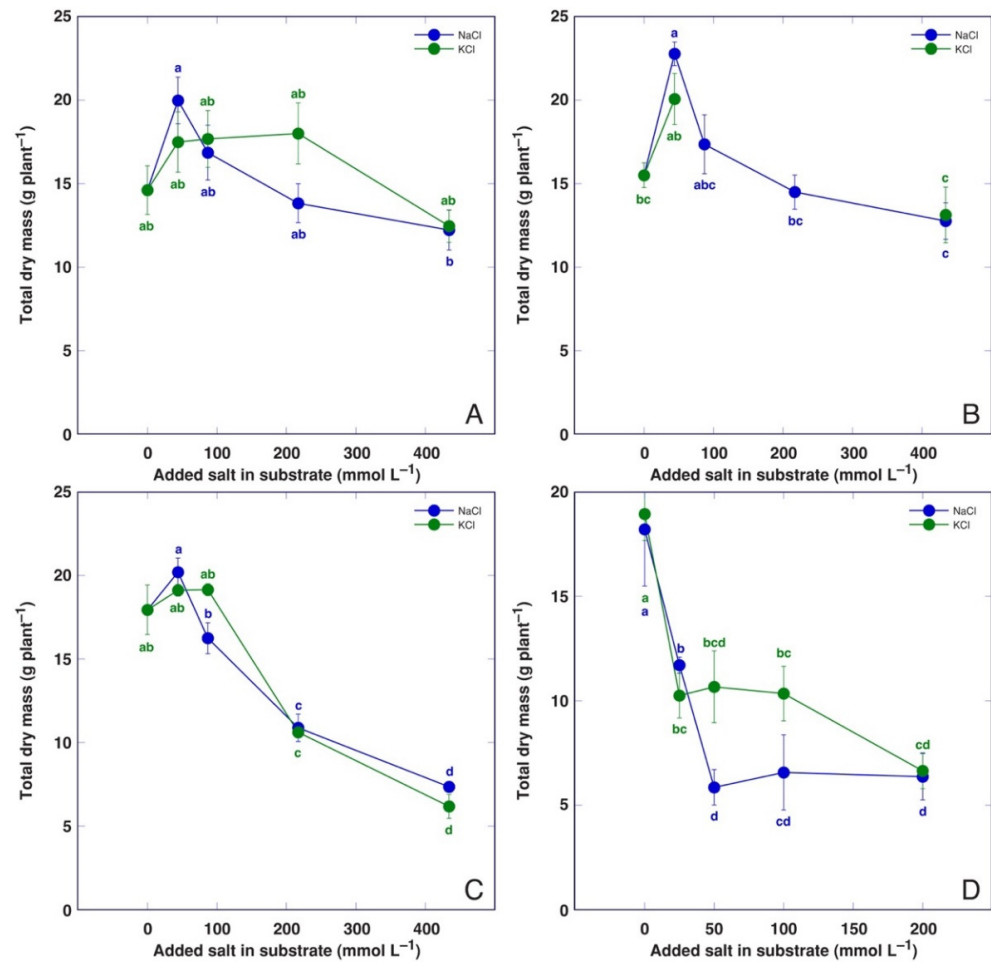 25
20
15
10
5
0
Total dry mass (g plant⁻¹)
NaCl
KCl
a
ab
ab
ab
ab
ab
ab
ab
ab
b
A
0 100 200 300 400
Added salt in substrate (mmol L⁻¹)
25
20
15
10
5
0
Total dry mass (g plant⁻¹)
NaCl
KCl
a
ab
bc
abc
bc
c
c
B
0 100 200 300 400
Added salt in substrate (mmol L⁻¹)
25
20
15
10
5
0
Total dry mass (g plant⁻¹)
NaCl
KCl
a
ab
ab
b
ab
c
c
d
d
C
0 100 200 300 400
Added salt in substrate (mmol L⁻¹)
20
15
10
5
0
Total dry mass (g plant⁻¹)
NaCl
KCl
a
a
b
bcd
bc
bc
cd
d
cd
d
D
0 50 100 150 200
Added salt in substrate (mmol L⁻¹)